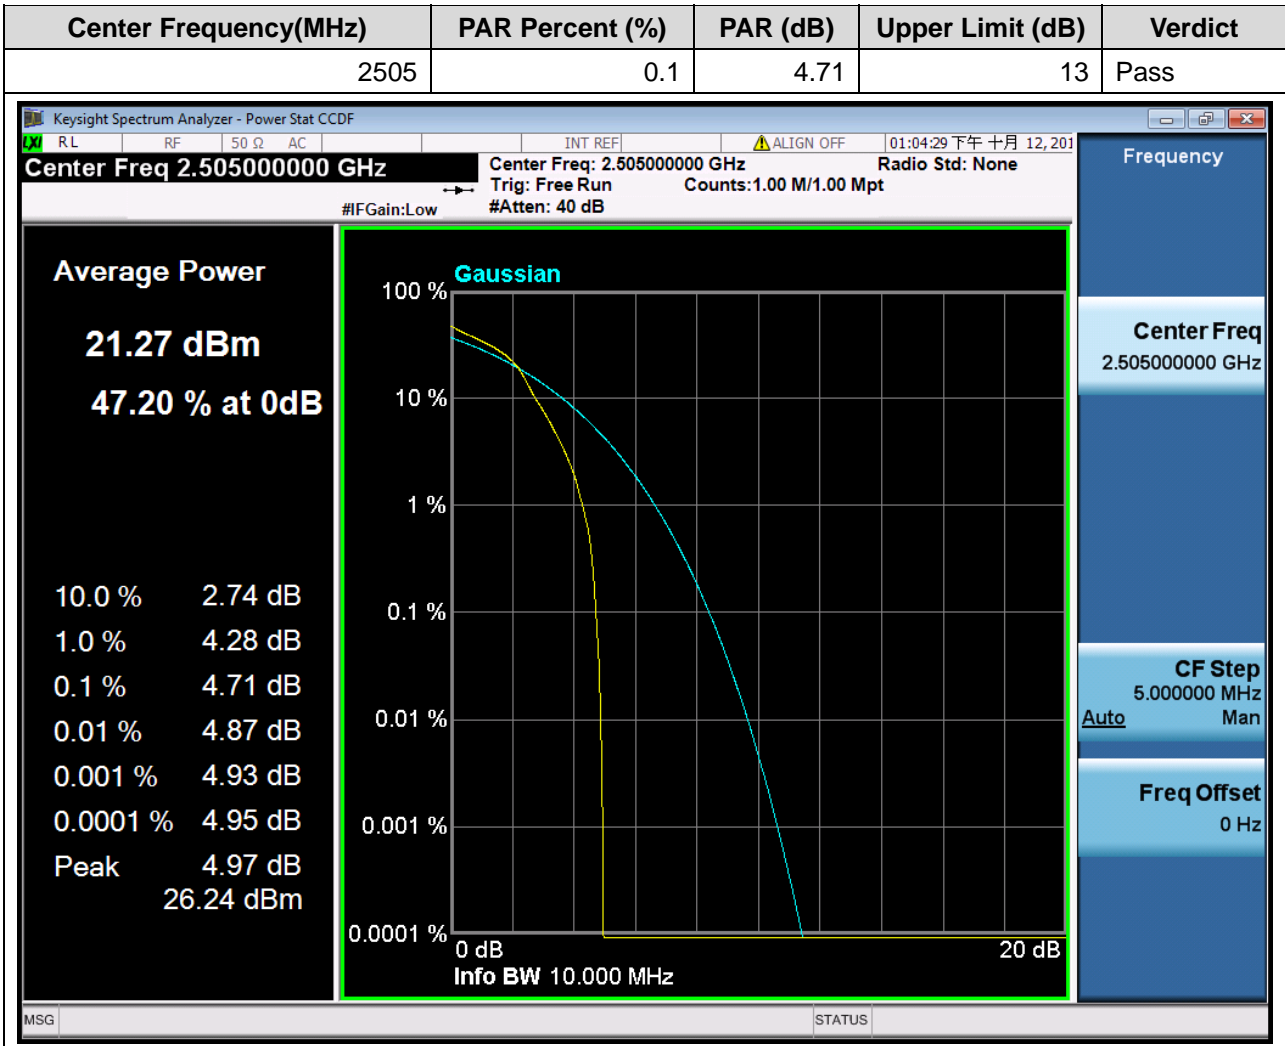 Center Frequency(MHz) PAR Percent (%) PAR (dB) Upper Limit (dB) Verdict
2505 0.1 4.71 13 Pass
Keysight Spectrum Analyzer - Power Stat CCDF
LXI RL RF 50 Ω AC INT REF ALIGN OFF 01:04:29 下午 十月 12, 201
Center Freq 2.505000000 GHz
Center Freq: 2.505000000 GHz Radio Std: None
Trig: Free Run Counts:1.00 M/1.00 Mpt
#IFGain:Low #Atten: 40 dB
Average Power
21.27 dBm
47.20 % at 0dB
10.0 % 2.74 dB
1.0 % 4.28 dB
0.1 % 4.71 dB
0.01 % 4.87 dB
0.001 % 4.93 dB
0.0001 % 4.95 dB
Peak 4.97 dB
26.24 dBm
Gaussian
100 %
10 %
1 %
0.1 %
0.01 %
0.001 %
0.0001 %
0 dB 20 dB
Info BW 10.000 MHz
Frequency
Center Freq
2.505000000 GHz
CF Step
5.000000 MHz
Auto Man
Freq Offset
0 Hz
MSG STATUS